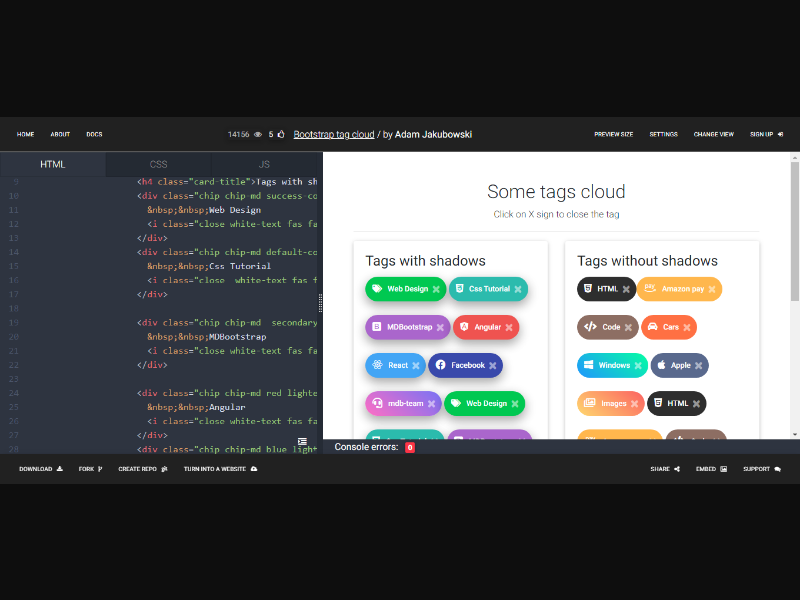 HOME ABOUT DOCS 14156 5 Bootstrap tag cloud / by Adam Jakubowski PREVIEW SIZE SETTINGS CHANGE VIEW SIGN UP
HTML CSS JS
9 <h4 class="card-title">Tags with sh
10 <div class="chip chip-md success-co
11 &nbsp;&nbsp;Web Design
12 <i class="close white-text fas fa
13 </div>
14 <div class="chip chip-md default-co
15 &nbsp;&nbsp;Css Tutorial
16 <i class="close  white-text fas f
17 </div>
18
19 <div class="chip chip-md  secondary
20 &nbsp;&nbsp;MDBootstrap
21 <i class="close white-text fas fa
22 </div>
23
24 <div class="chip chip-md red lighte
25 &nbsp;&nbsp;Angular
26 <i class="close white-text fas fa
27 </div>
28 <div class="chip chip-md blue light
Some tags cloud
Click on X sign to close the tag
Tags with shadows
Web Design Css Tutorial
MDBootstrap Angular
React Facebook
mdb-team Web Design
Tags without shadows
HTML Amazon pay
Code Cars
Windows Apple
Images HTML
Console errors: 0
DOWNLOAD FORK CREATE REPO TURN INTO A WEBSITE SHARE EMBED SUPPORT